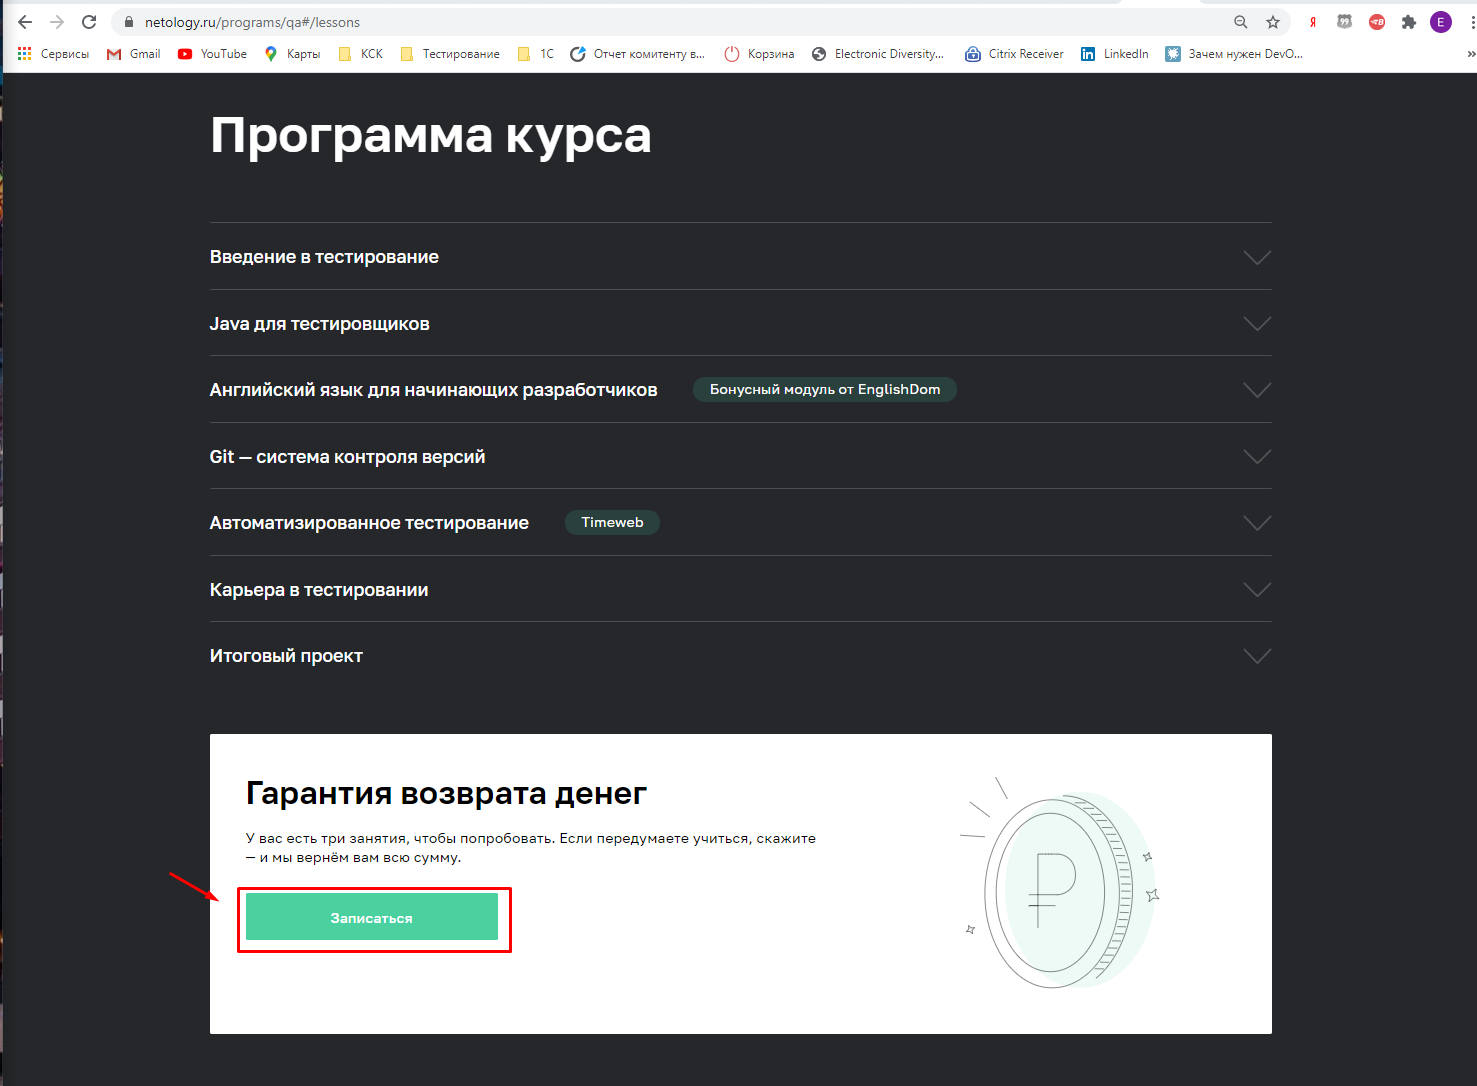 netology.ru/programs/qa#/lessons
Я
99
E
Сервисы
Gmail
YouTube
Карты
КСК
Тестирование
1С
Отчет комитенту в...
Корзина
Electronic Diversity...
Citrix Receiver
LinkedIn
Зачем нужен DevO...
»
Программа курса
Введение в тестирование
Java для тестировщиков
Английский язык для начинающих разработчиков
Бонусный модуль от EnglishDom
Git — система контроля версий
Автоматизированное тестирование
Timeweb
Карьера в тестировании
Итоговый проект
Гарантия возврата денег
У вас есть три занятия, чтобы попробовать. Если передумаете учиться, скажите
— и мы вернём вам всю сумму.
Записаться
₽